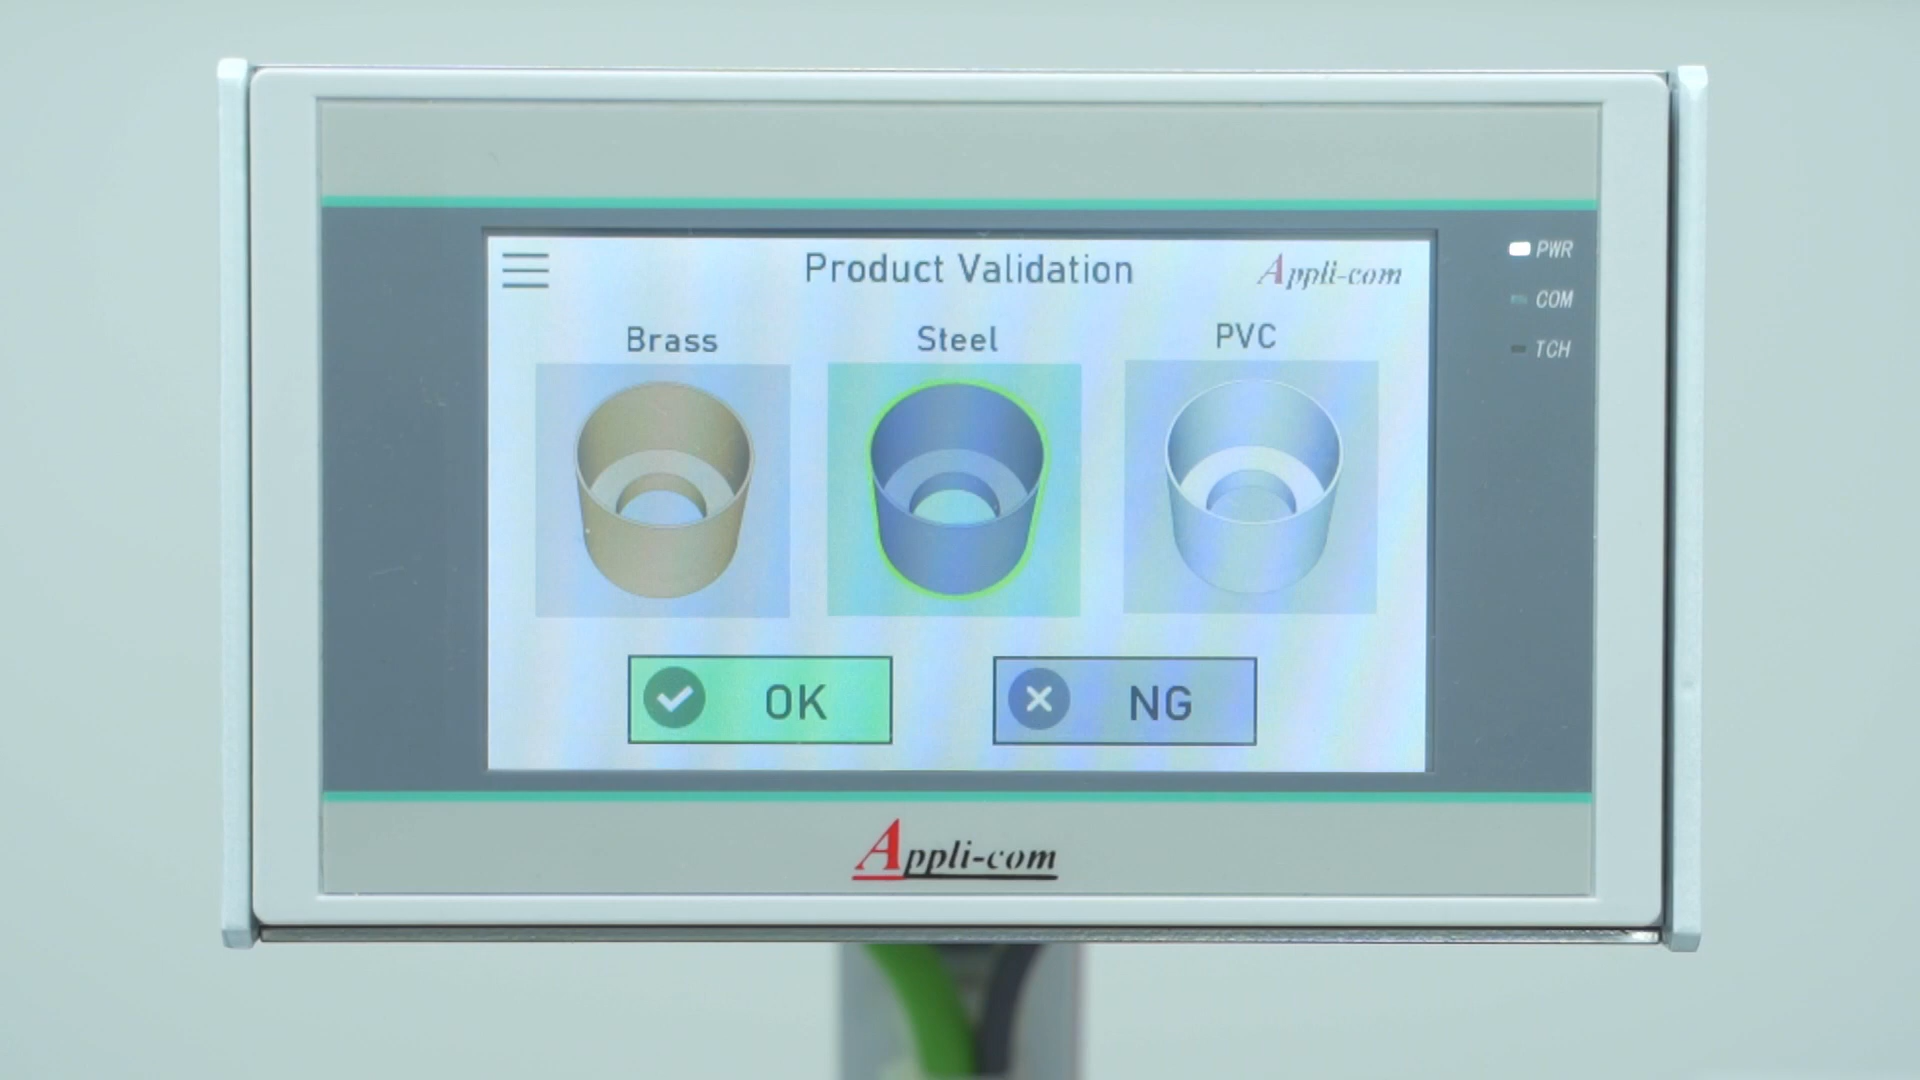 Product Validation
Appli-com
Brass
Steel
PVC
OK
NG
PWR
COM
TCH
Appli-com